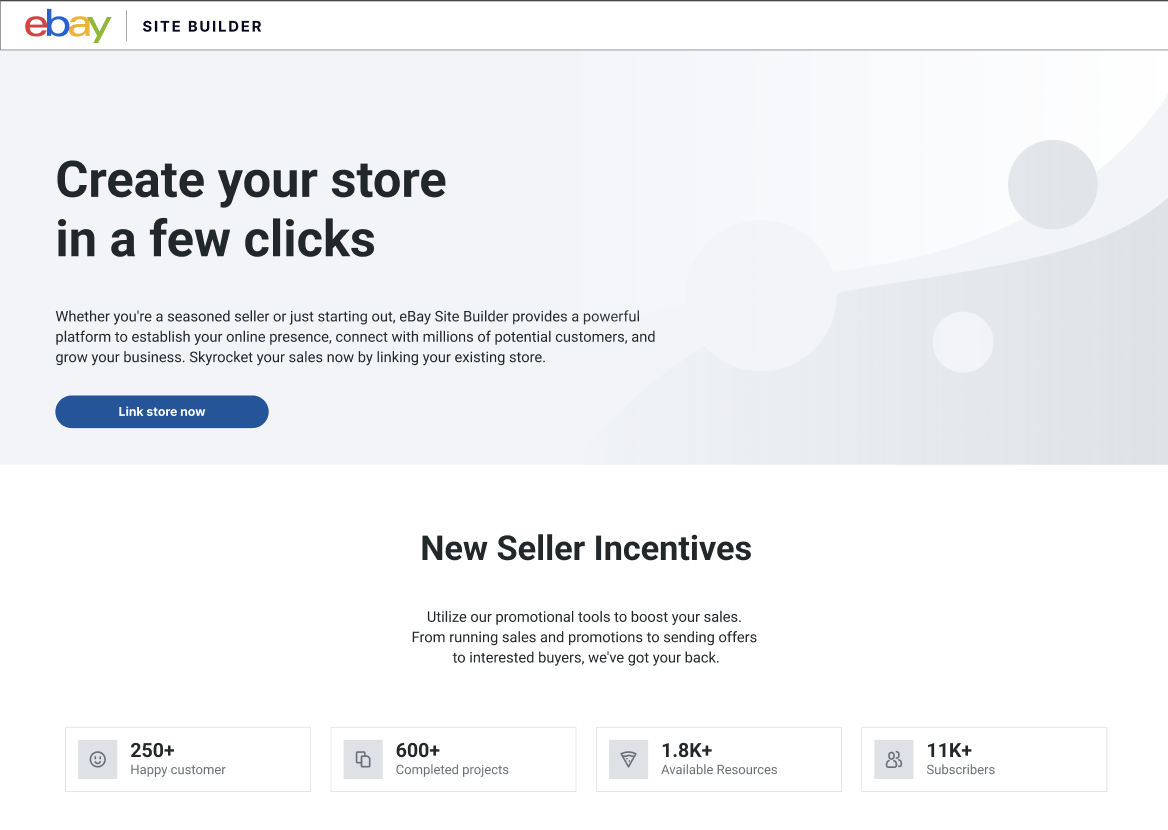 ebay SITE BUILDER
Create your store
in a few clicks
Whether you're a seasoned seller or just starting out, eBay Site Builder provides a powerful
platform to establish your online presence, connect with millions of potential customers, and
grow your business. Skyrocket your sales now by linking your existing store.
Link store now
New Seller Incentives
Utilize our promotional tools to boost your sales.
From running sales and promotions to sending offers
to interested buyers, we've got your back.
250+
Happy customer
600+
Completed projects
1.8K+
Available Resources
11K+
Subscribers